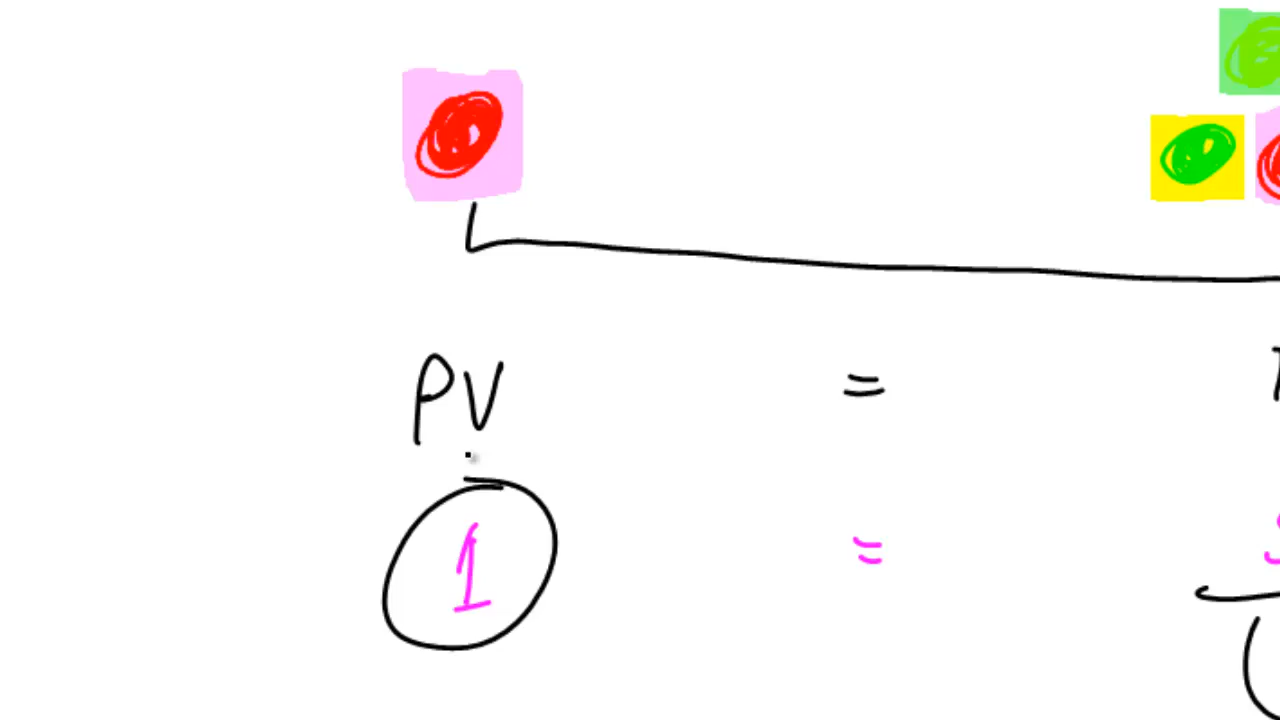 PV =
1 =